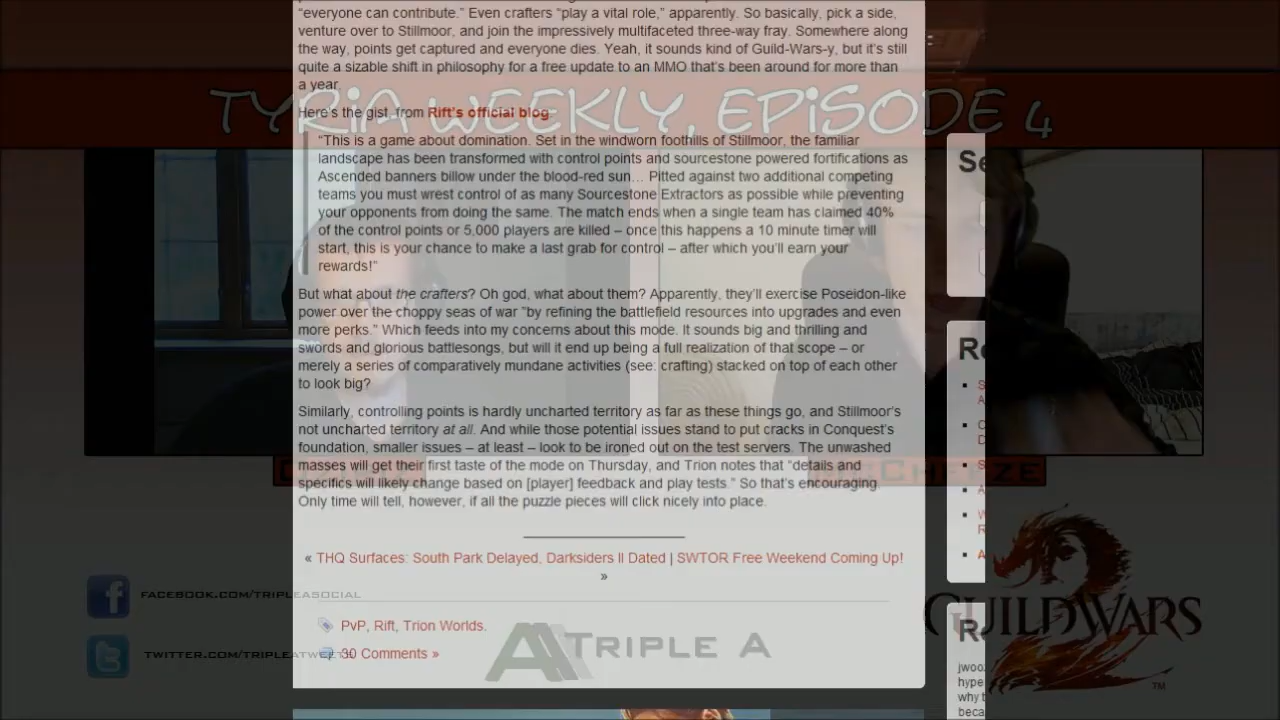 "everyone can contribute." Even crafters "play a vital role," apparently. So basically, pick a side,
venture over to Stillmoor, and join the impressively multifaceted three-way fray. Somewhere along
the way, points get captured and everyone dies. Yeah, it sounds kind of Guild-Wars-y, but it's still
quite a sizable shift in philosophy for a free update to an MMO that's been around for more than
a year.
TYRiA WEEKLY, EPiSODE 4
Here's the gist, from Rift's official blog:
"This is a game about domination. Set in the windworn foothills of Stillmoor, the familiar
landscape has been transformed with control points and sourcestone powered fortifications as
Ascended banners billow under the blood-red sun… Pitted against two additional competing
teams you must wrest control of as many Sourcestone Extractors as possible while preventing
your opponents from doing the same. The match ends when a single team has claimed 40%
of the control points or 5,000 players are killed – once this happens a 10 minute timer will
start, this is your chance to make a last grab for control – after which you'll earn your
rewards!"
But what about the crafters? Oh god, what about them? Apparently, they'll exercise Poseidon-like
power over the choppy seas of war "by refining the battlefield resources into upgrades and even
more perks." Which feeds into my concerns about this mode. It sounds big and thrilling and
swords and glorious battlesongs, but will it end up being a full realization of that scope – or
merely a series of comparatively mundane activities (see: crafting) stacked on top of each other
to look big?
Similarly, controlling points is hardly uncharted territory as far as these things go, and Stillmoor's
not uncharted territory at all. And while those potential issues stand to put cracks in Conquest's
foundation, smaller issues – at least – look to be ironed out on the test servers. The unwashed
masses will get their first taste of the mode on Thursday, and Trion notes that "details and
specifics will likely change based on [player] feedback and play tests." So that's encouraging.
Only time will tell, however, if all the puzzle pieces will click nicely into place.
« THQ Surfaces: South Park Delayed, Darksiders II Dated | SWTOR Free Weekend Coming Up!
»
FACEBOOK.COM/TRIPLEASOCIAL
PvP, Rift, Trion Worlds.
30 Comments »
AA TRIPLE A
GUILD WARS
2
TM
Se
Re
R
jwoo
hype
why t
beca